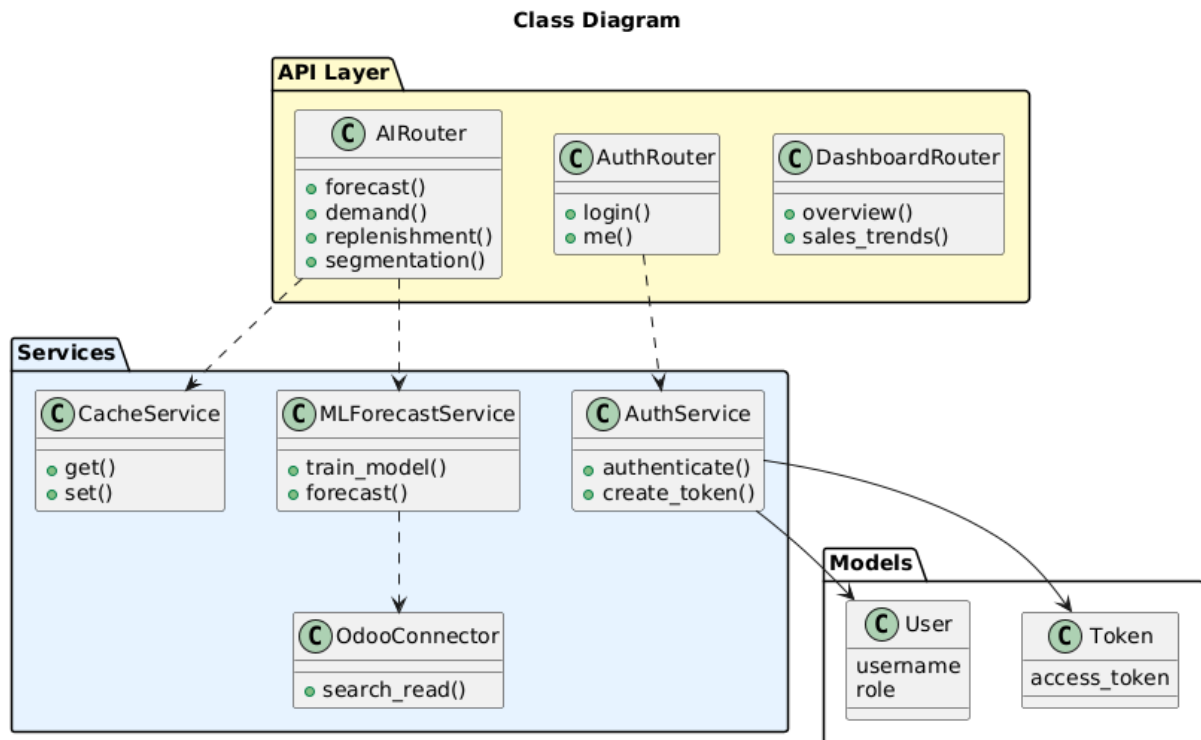 Class Diagram
API Layer
C AIRouter
forecast()
demand()
replenishment()
segmentation()
C AuthRouter
login()
me()
C DashboardRouter
overview()
sales_trends()
Services
C CacheService
get()
set()
C MLForecastService
train_model()
forecast()
C AuthService
authenticate()
create_token()
C OdooConnector
search_read()
Models
C User
username
role
C Token
access_token